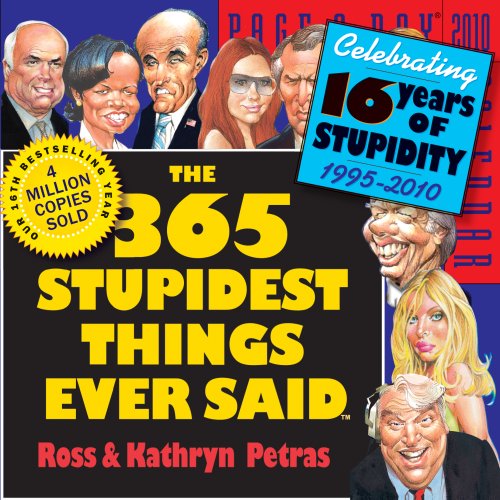 PAGE-A-DAY® 2010
CALENDAR
Celebrating
16 years
OF
STUPIDITY
1995-2010
OUR 16TH BESTSELLING YEAR
4
MILLION
COPIES
SOLD
THE
365
STUPIDEST
THINGS
EVER SAID™
Ross & Kathryn Petras